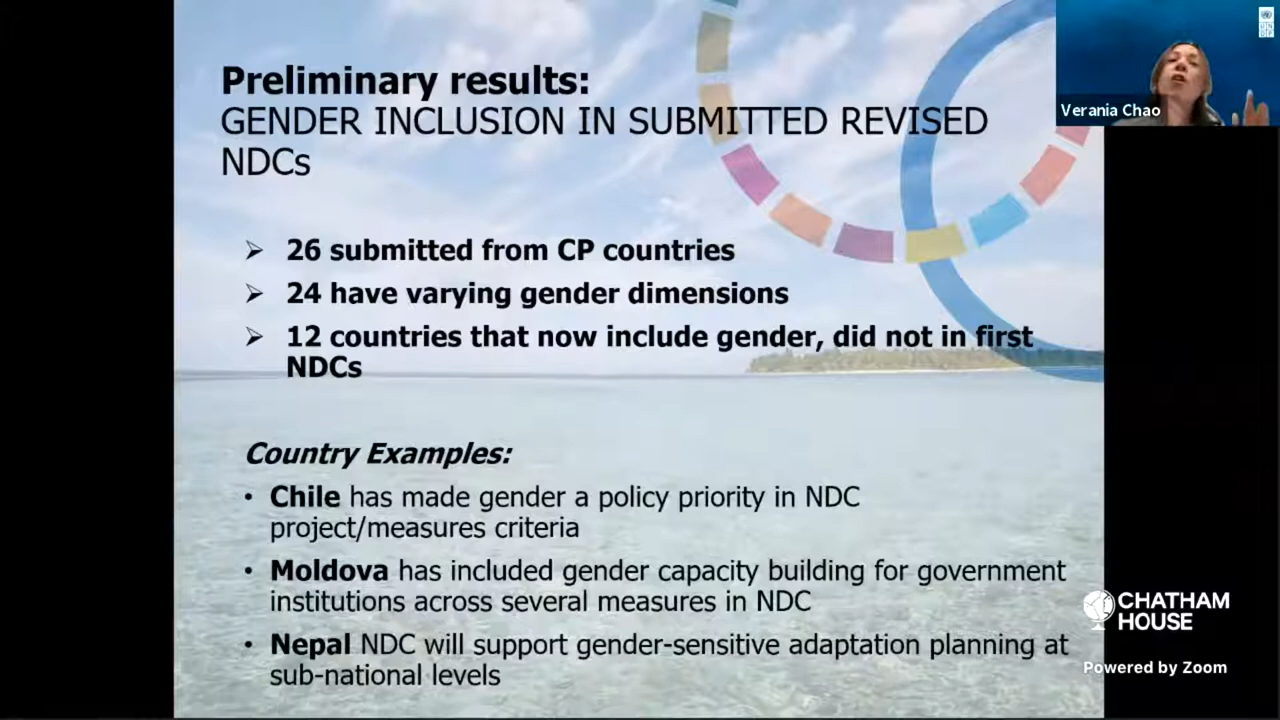 Preliminary results:
GENDER INCLUSION IN SUBMITTED REVISED
NDCs
26 submitted from CP countries
24 have varying gender dimensions
12 countries that now include gender, did not in first
NDCs
Country Examples:
• Chile has made gender a policy priority in NDC
project/measures criteria
• Moldova has included gender capacity building for government
institutions across several measures in NDC
• Nepal NDC will support gender-sensitive adaptation planning at
sub-national levels
Verania Chao
UNDP
CHATHAM
HOUSE
Powered by Zoom